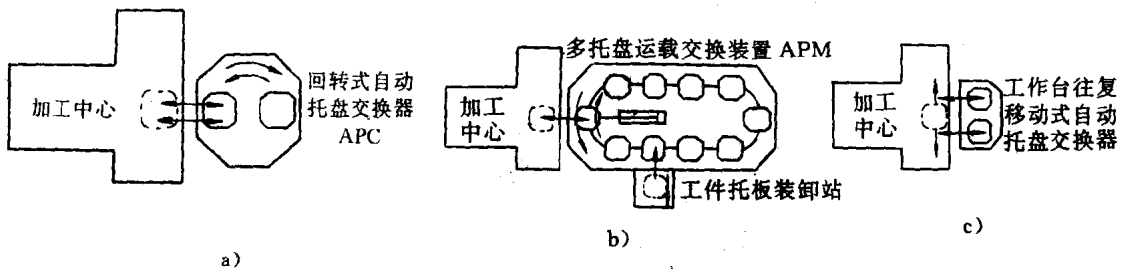 加工中心
回转式自动
托盘交换器
APC
a)
多托盘运载交换装置 APM
加工
中心
工件托板装卸站
b)
加工
中心
工作台往复
移动式自动
托盘交换器
c)